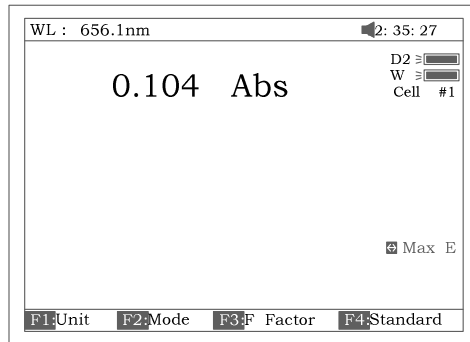 WL : 656.1nm 2: 35: 27
D2
W
0.104 Abs
Cell #1
Max E
F1:Unit F2:Mode F3:F Factor F4:Standard